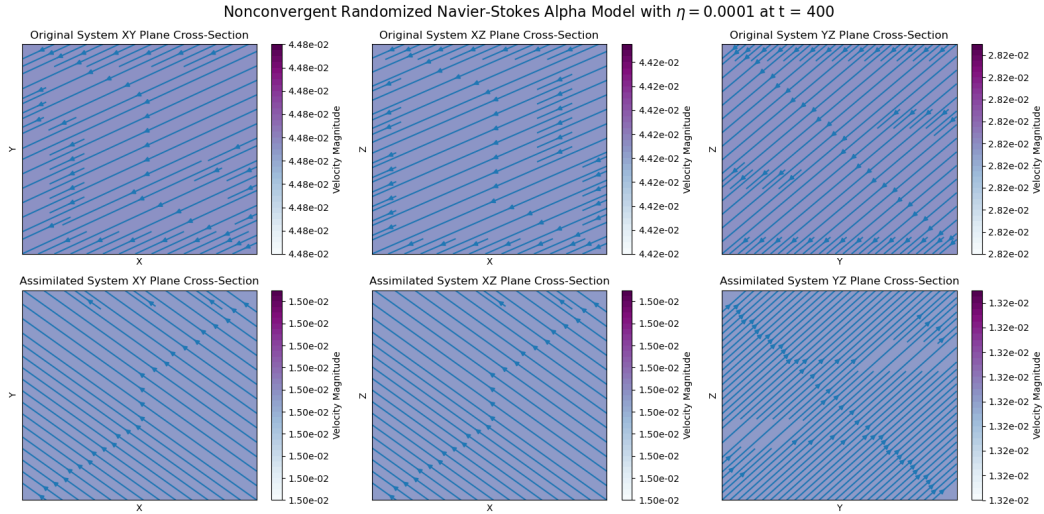 Nonconvergent Randomized Navier-Stokes Alpha Model with η = 0.0001 at t = 400
Original System XY Plane Cross-Section
Y
X
4.48e-02
4.48e-02
4.48e-02
4.48e-02
4.48e-02
4.48e-02
4.48e-02
4.48e-02
4.48e-02
Velocity Magnitude
Original System XZ Plane Cross-Section
Z
X
4.42e-02
4.42e-02
4.42e-02
4.42e-02
4.42e-02
4.42e-02
4.42e-02
4.42e-02
Velocity Magnitude
Original System YZ Plane Cross-Section
Z
Y
2.82e-02
2.82e-02
2.82e-02
2.82e-02
2.82e-02
2.82e-02
2.82e-02
2.82e-02
2.82e-02
Velocity Magnitude
Assimilated System XY Plane Cross-Section
Y
X
1.50e-02
1.50e-02
1.50e-02
1.50e-02
1.50e-02
1.50e-02
1.50e-02
1.50e-02
1.50e-02
1.50e-02
Velocity Magnitude
Assimilated System XZ Plane Cross-Section
Z
X
1.50e-02
1.50e-02
1.50e-02
1.50e-02
1.50e-02
1.50e-02
1.50e-02
1.50e-02
1.50e-02
1.50e-02
Velocity Magnitude
Assimilated System YZ Plane Cross-Section
Z
Y
1.32e-02
1.32e-02
1.32e-02
1.32e-02
1.32e-02
1.32e-02
1.32e-02
1.32e-02
1.32e-02
Velocity Magnitude